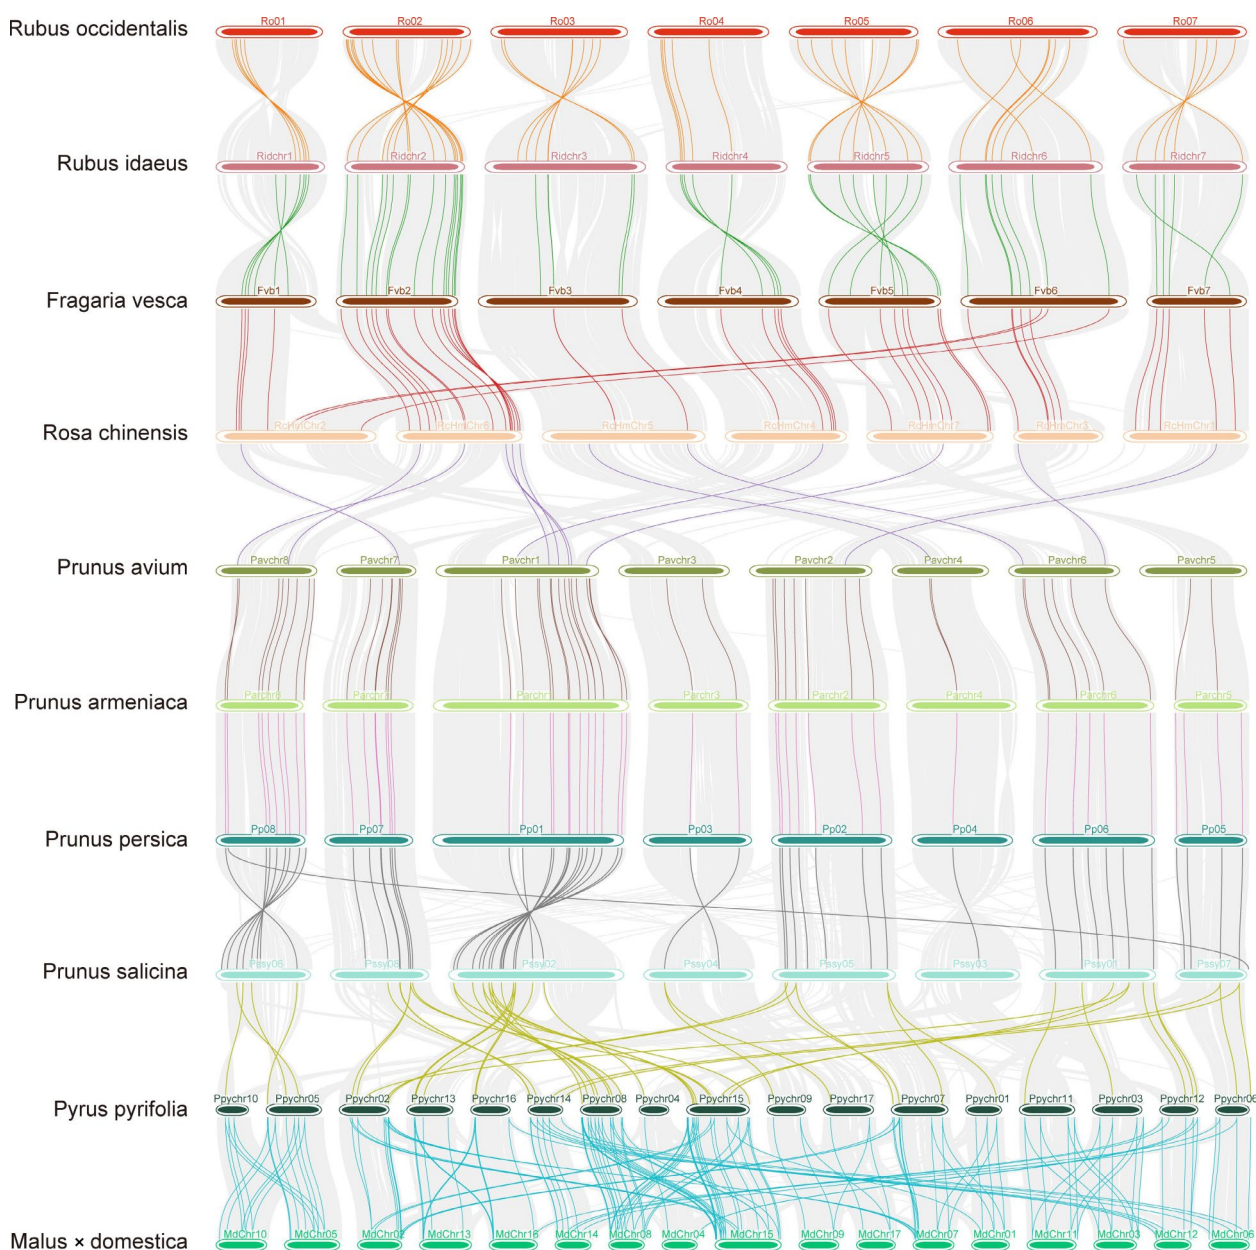 Ro01 Ro02 Ro03 Ro04 Ro05 Ro06 Ro07
Rubus occidentalis
Ridchr1 Ridchr2 Ridchr3 Ridchr4 Ridchr5 Ridchr6 Ridchr7
Rubus idaeus
Fvb1 Fvb2 Fvb3 Fvb4 Fvb5 Fvb6 Fvb7
Fragaria vesca
RcHmChr2 RcHmChr6 RcHmChr5 RcHmChr4 RcHmChr7 RcHmChr3 RcHmChr1
Rosa chinensis
Pavchr8 Pavchr7 Pavchr1 Pavchr3 Pavchr2 Pavchr4 Pavchr6 Pavchr5
Prunus avium
Parchr8 Parchr7 Parchr1 Parchr3 Parchr2 Parchr4 Parchr6 Parchr5
Prunus armeniaca
Pp08 Pp07 Pp01 Pp03 Pp02 Pp04 Pp06 Pp05
Prunus persica
Pssy06 Pssy08 Pssy02 Pssy04 Pssy05 Pssy03 Pssy01 Pssy07
Prunus salicina
Ppychr10 Ppychr05 Ppychr02 Ppychr13 Ppychr16 Ppychr14 Ppychr08 Ppychr04 Ppychr15 Ppychr09 Ppychr17 Ppychr07 Ppychr01 Ppychr11 Ppychr03 Ppychr12 Ppychr06
Pyrus pyrifolia
MdChr10 MdChr05 MdChr02 MdChr13 MdChr16 MdChr14 MdChr08 MdChr04 MdChr15 MdChr09 MdChr17 MdChr07 MdChr01 MdChr11 MdChr03 MdChr12 MdChr06
Malus × domestica